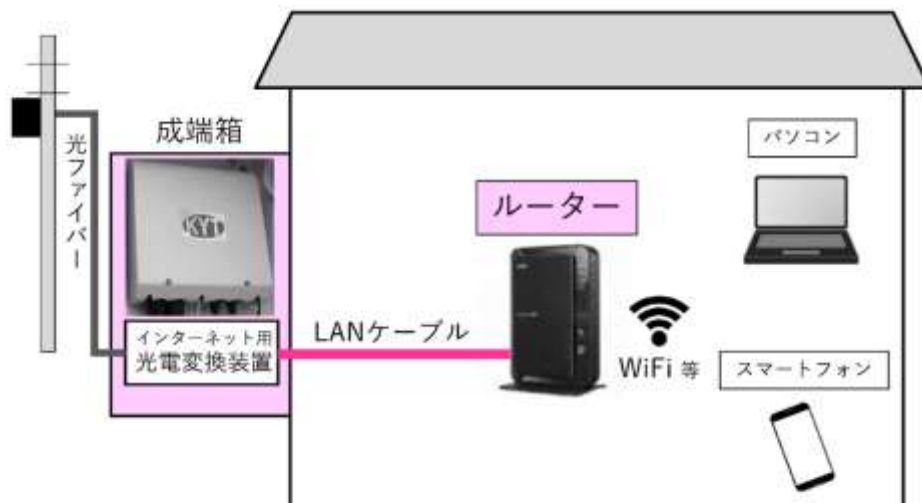 光ファイバー
成端箱
KYT
インターネット用
光電変換装置
LANケーブル
ルーター
WiFi 等
パソコン
スマートフォン